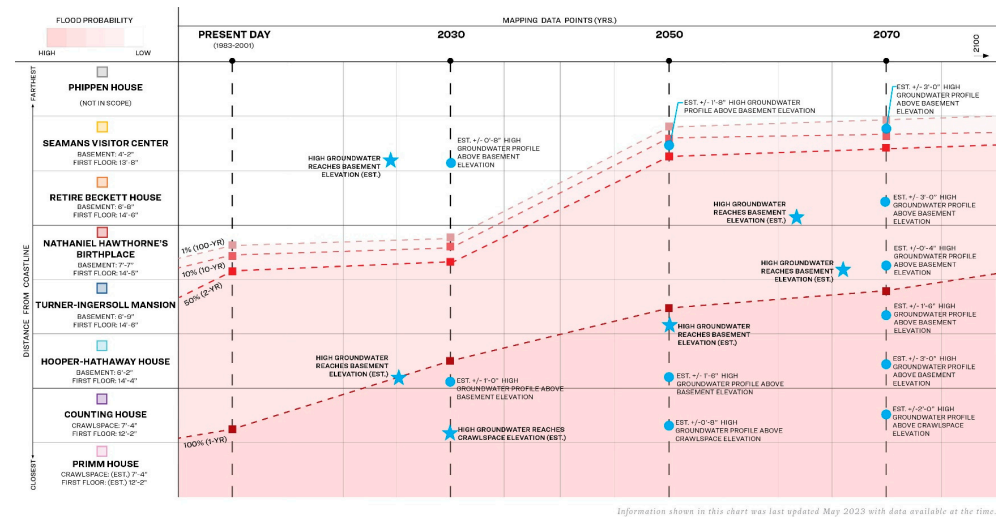 FLOOD PROBABILITY
HIGH
LOW
MAPPING DATA POINTS (YRS.)
PRESENT DAY
(1983-2001)
2030
2050
2070
2100
FARTHEST
DISTANCE FROM COASTLINE
CLOSEST
PHIPPEN HOUSE
(NOT IN SCOPE)
SEAMANS VISITOR CENTER
BASEMENT: 4'-2"
FIRST FLOOR: 13'-8"
RETIRE BECKETT HOUSE
BASEMENT: 6'-8"
FIRST FLOOR: 14'-6"
NATHANIEL HAWTHORNE'S
BIRTHPLACE
BASEMENT: 7'-7"
FIRST FLOOR: 14'-5"
TURNER-INGERSOLL MANSION
BASEMENT: 6'-9"
FIRST FLOOR: 14'-6"
HOOPER-HATHAWAY HOUSE
BASEMENT: 6'-2"
FIRST FLOOR: 14'-4"
COUNTING HOUSE
CRAWLSPACE: 7'-4"
FIRST FLOOR: 12'-2"
PRIMM HOUSE
CRAWLSPACE: (EST.) 7'-4"
FIRST FLOOR: (EST.) 12'-2"
1% (100-YR)
10% (10-YR)
50% (2-YR)
100% (1-YR)
HIGH GROUNDWATER
REACHES BASEMENT
ELEVATION (EST.)
EST. +/- 0'-8" HIGH
GROUNDWATER PROFILE
ABOVE BASEMENT
ELEVATION
EST. +/- 1'-8" HIGH GROUNDWATER
PROFILE ABOVE BASEMENT ELEVATION
EST. +/- 3'-0" HIGH
GROUNDWATER PROFILE
ABOVE BASEMENT
ELEVATION
HIGH GROUNDWATER
REACHES BASEMENT
ELEVATION (EST.)
EST. +/- 3'-0" HIGH
GROUNDWATER PROFILE
ABOVE BASEMENT
ELEVATION
HIGH GROUNDWATER
REACHES BASEMENT
ELEVATION (EST.)
EST. +/-0'-4" HIGH
GROUNDWATER PROFILE
ABOVE BASEMENT
ELEVATION
HIGH GROUNDWATER
REACHES BASEMENT
ELEVATION (EST.)
EST. +/- 1'-6" HIGH
GROUNDWATER PROFILE
ABOVE BASEMENT
ELEVATION
HIGH GROUNDWATER
REACHES BASEMENT
ELEVATION (EST.)
EST. +/- 1'-0" HIGH
GROUNDWATER PROFILE ABOVE
BASEMENT ELEVATION
EST. +/- 1'-6" HIGH
GROUNDWATER PROFILE ABOVE
BASEMENT ELEVATION
EST. +/- 3'-0" HIGH
GROUNDWATER PROFILE
ABOVE BASEMENT
ELEVATION
HIGH GROUNDWATER REACHES
CRAWLSPACE ELEVATION (EST.)
EST. +/-0'-8" HIGH
GROUNDWATER PROFILE ABOVE
CRAWLSPACE ELEVATION
EST. +/-2'-0" HIGH
GROUNDWATER PROFILE
ABOVE CRAWLSPACE
ELEVATION
Information shown in this chart was last updated May 2023 with data available at the time.